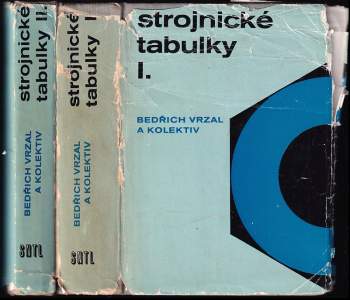 strojnické
tabulky II.
BEDŘICH VRZAL
A KOLEKTIV
SNTL
strojnické
tabulky I.
BEDŘICH VRZAL
A KOLEKTIV
SNTL
strojnické
tabulky
I.
BEDŘICH VRZAL
A KOLEKTIV